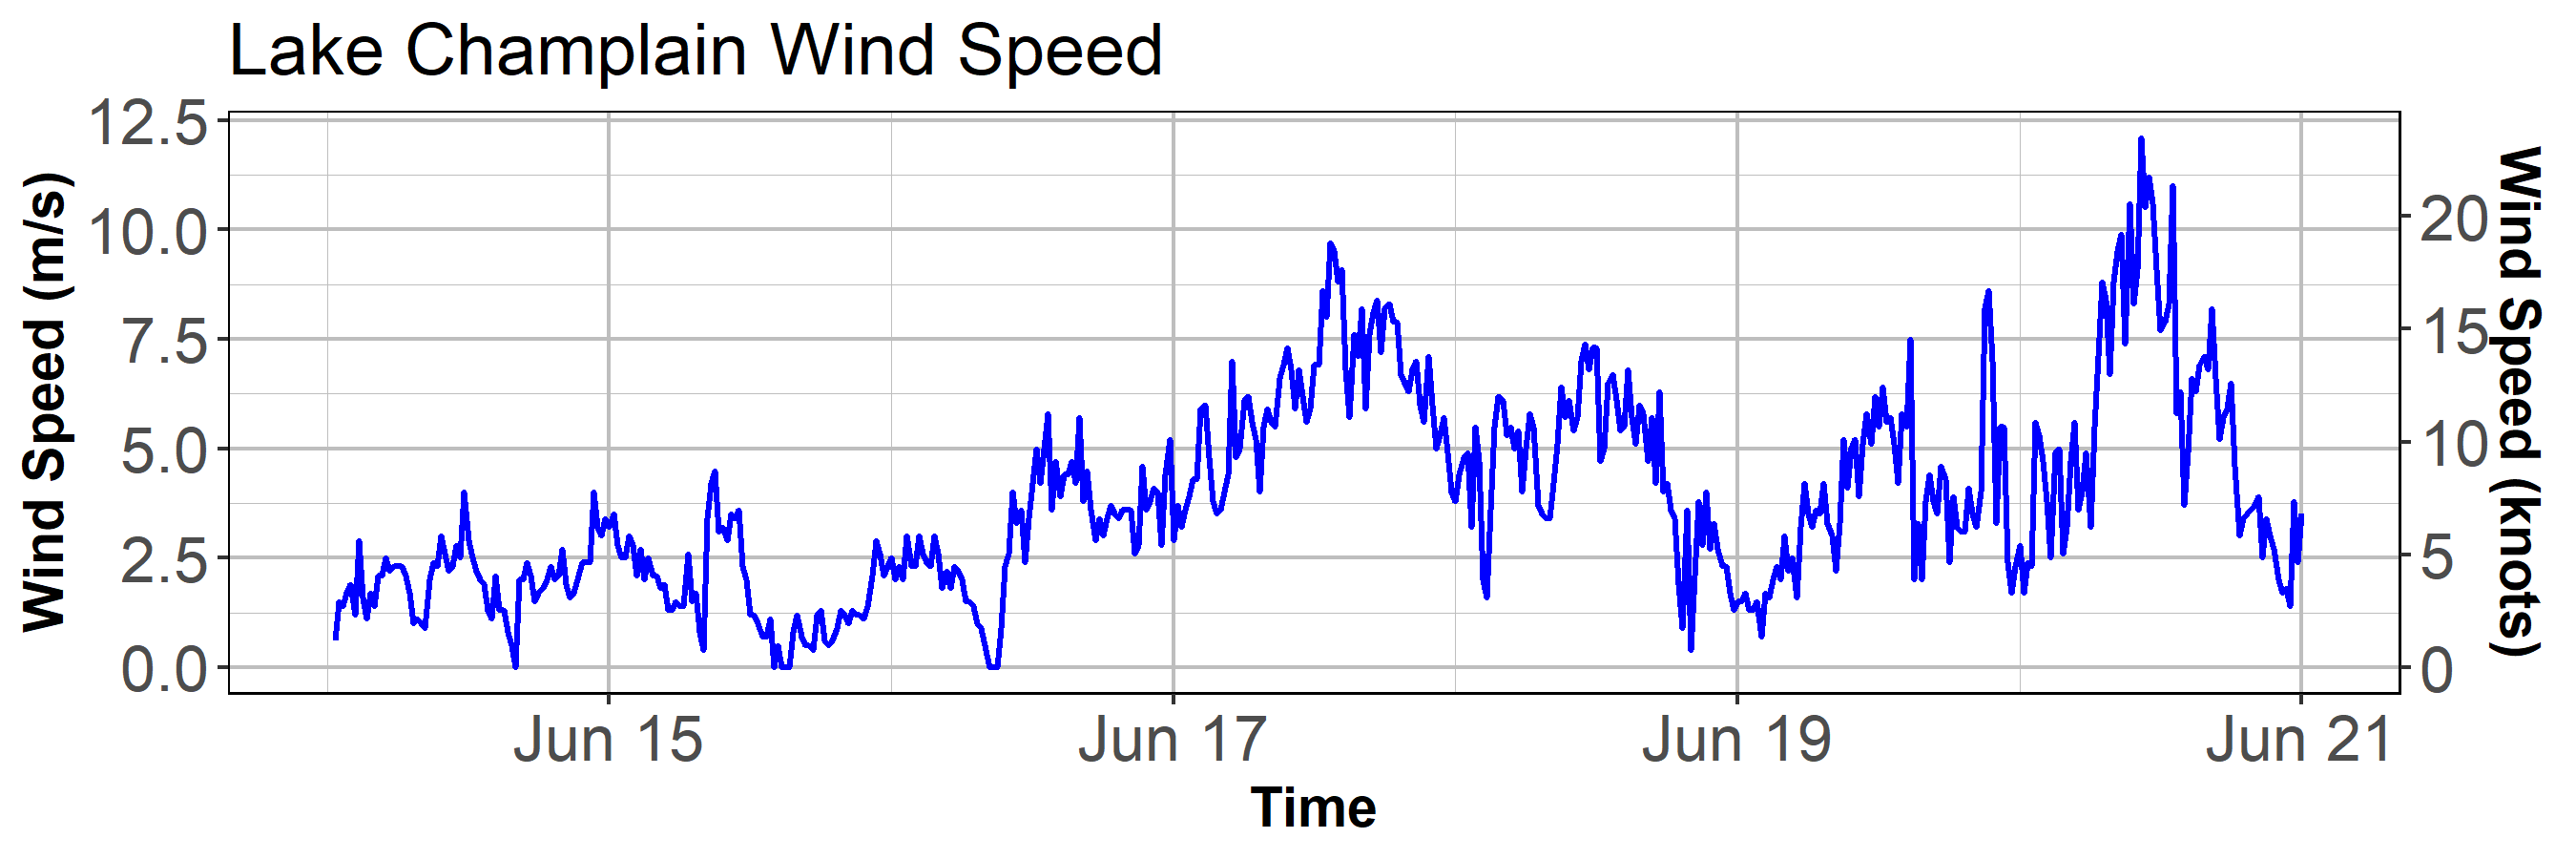 Lake Champlain Wind Speed
Wind Speed (m/s)
12.5
10.0
7.5
5.0
2.5
0.0
Wind Speed (knots)
20
15
10
5
0
Jun 15
Jun 17
Jun 19
Jun 21
Time